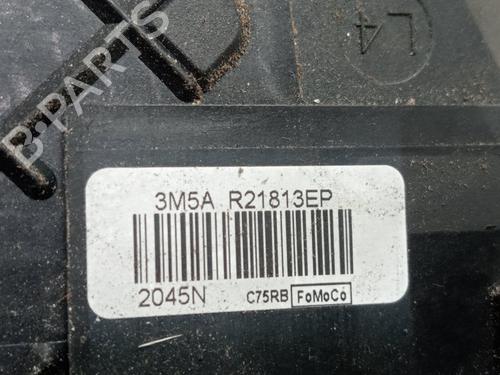 L4
B-PARTS
3M5A R21813EP
2045N C75RB FoMoCo